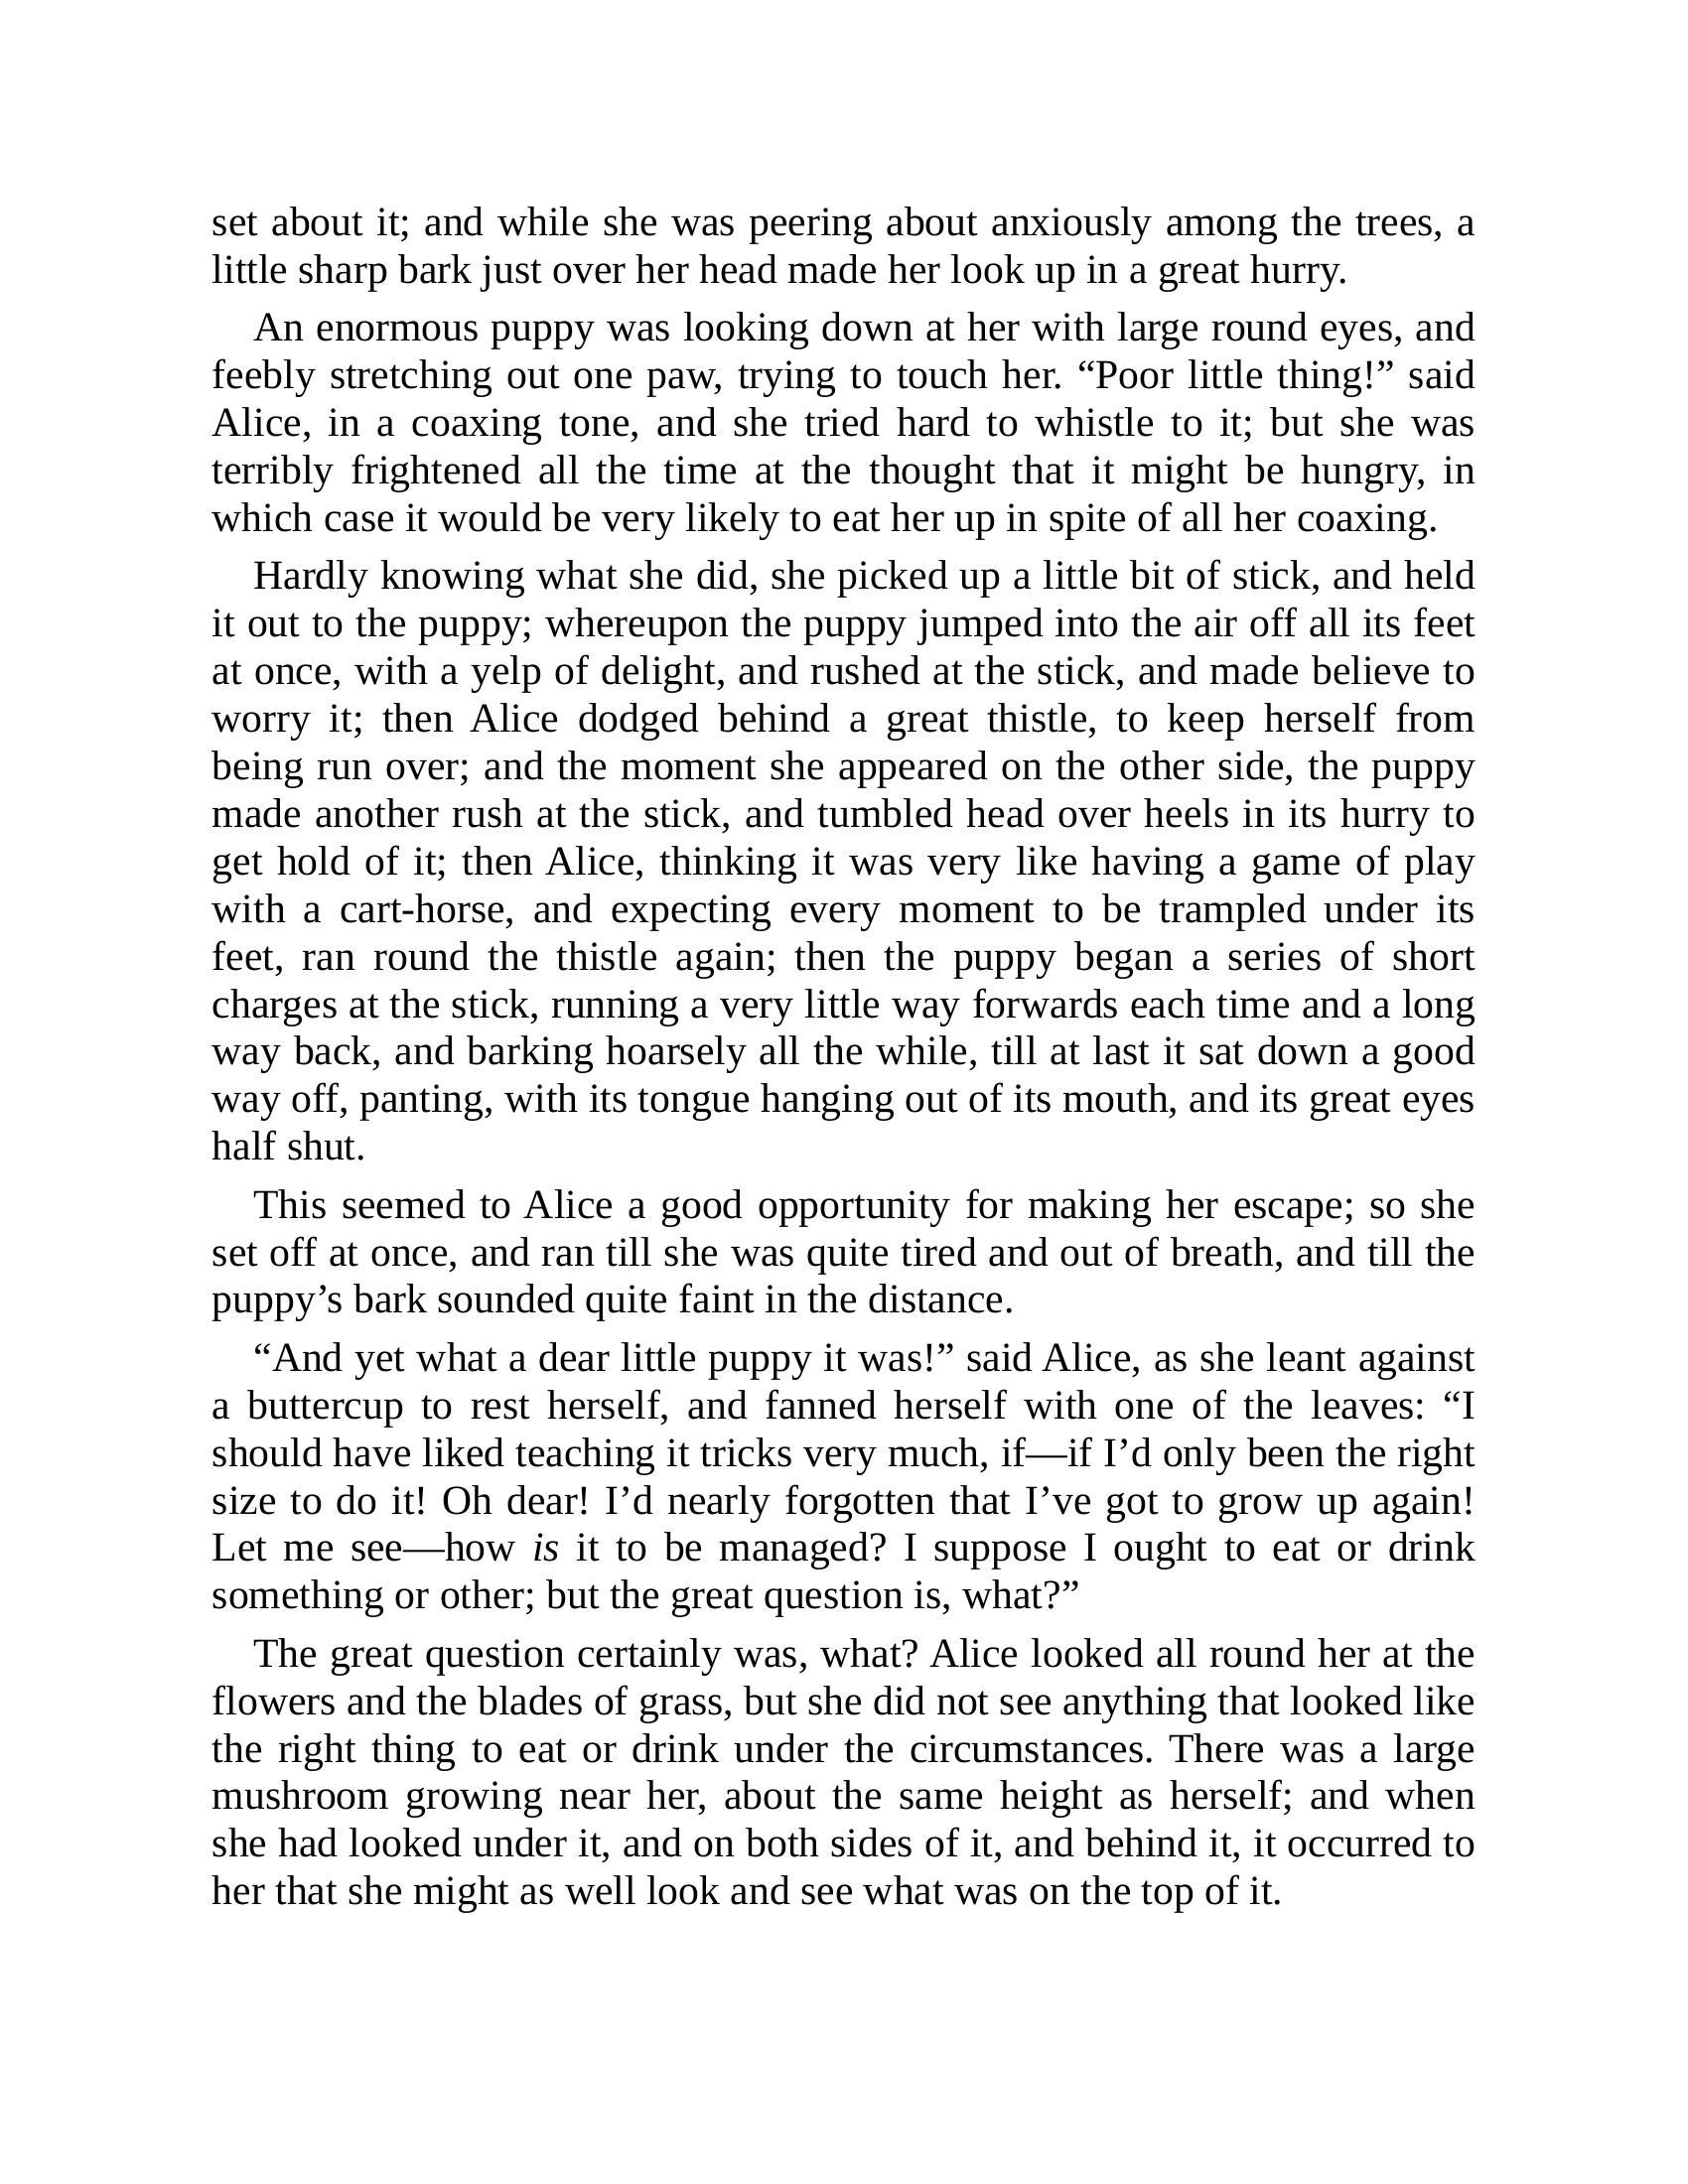 set about it; and while she was peering about anxiously among the trees, a
little sharp bark just over her head made her look up in a great hurry.
An enormous puppy was looking down at her with large round eyes, and
feebly stretching out one paw, trying to touch her. “Poor little thing!” said
Alice, in a coaxing tone, and she tried hard to whistle to it; but she was
terribly frightened all the time at the thought that it might be hungry, in
which case it would be very likely to eat her up in spite of all her coaxing.
Hardly knowing what she did, she picked up a little bit of stick, and held
it out to the puppy; whereupon the puppy jumped into the air off all its feet
at once, with a yelp of delight, and rushed at the stick, and made believe to
worry it; then Alice dodged behind a great thistle, to keep herself from
being run over; and the moment she appeared on the other side, the puppy
made another rush at the stick, and tumbled head over heels in its hurry to
get hold of it; then Alice, thinking it was very like having a game of play
with a cart-horse, and expecting every moment to be trampled under its
feet, ran round the thistle again; then the puppy began a series of short
charges at the stick, running a very little way forwards each time and a long
way back, and barking hoarsely all the while, till at last it sat down a good
way off, panting, with its tongue hanging out of its mouth, and its great eyes
half shut.
This seemed to Alice a good opportunity for making her escape; so she
set off at once, and ran till she was quite tired and out of breath, and till the
puppy’s bark sounded quite faint in the distance.
“And yet what a dear little puppy it was!” said Alice, as she leant against
a buttercup to rest herself, and fanned herself with one of the leaves: “I
should have liked teaching it tricks very much, if—if I’d only been the right
size to do it! Oh dear! I’d nearly forgotten that I’ve got to grow up again!
Let me see—how is it to be managed? I suppose I ought to eat or drink
something or other; but the great question is, what?”
The great question certainly was, what? Alice looked all round her at the
flowers and the blades of grass, but she did not see anything that looked like
the right thing to eat or drink under the circumstances. There was a large
mushroom growing near her, about the same height as herself; and when
she had looked under it, and on both sides of it, and behind it, it occurred to
her that she might as well look and see what was on the top of it.